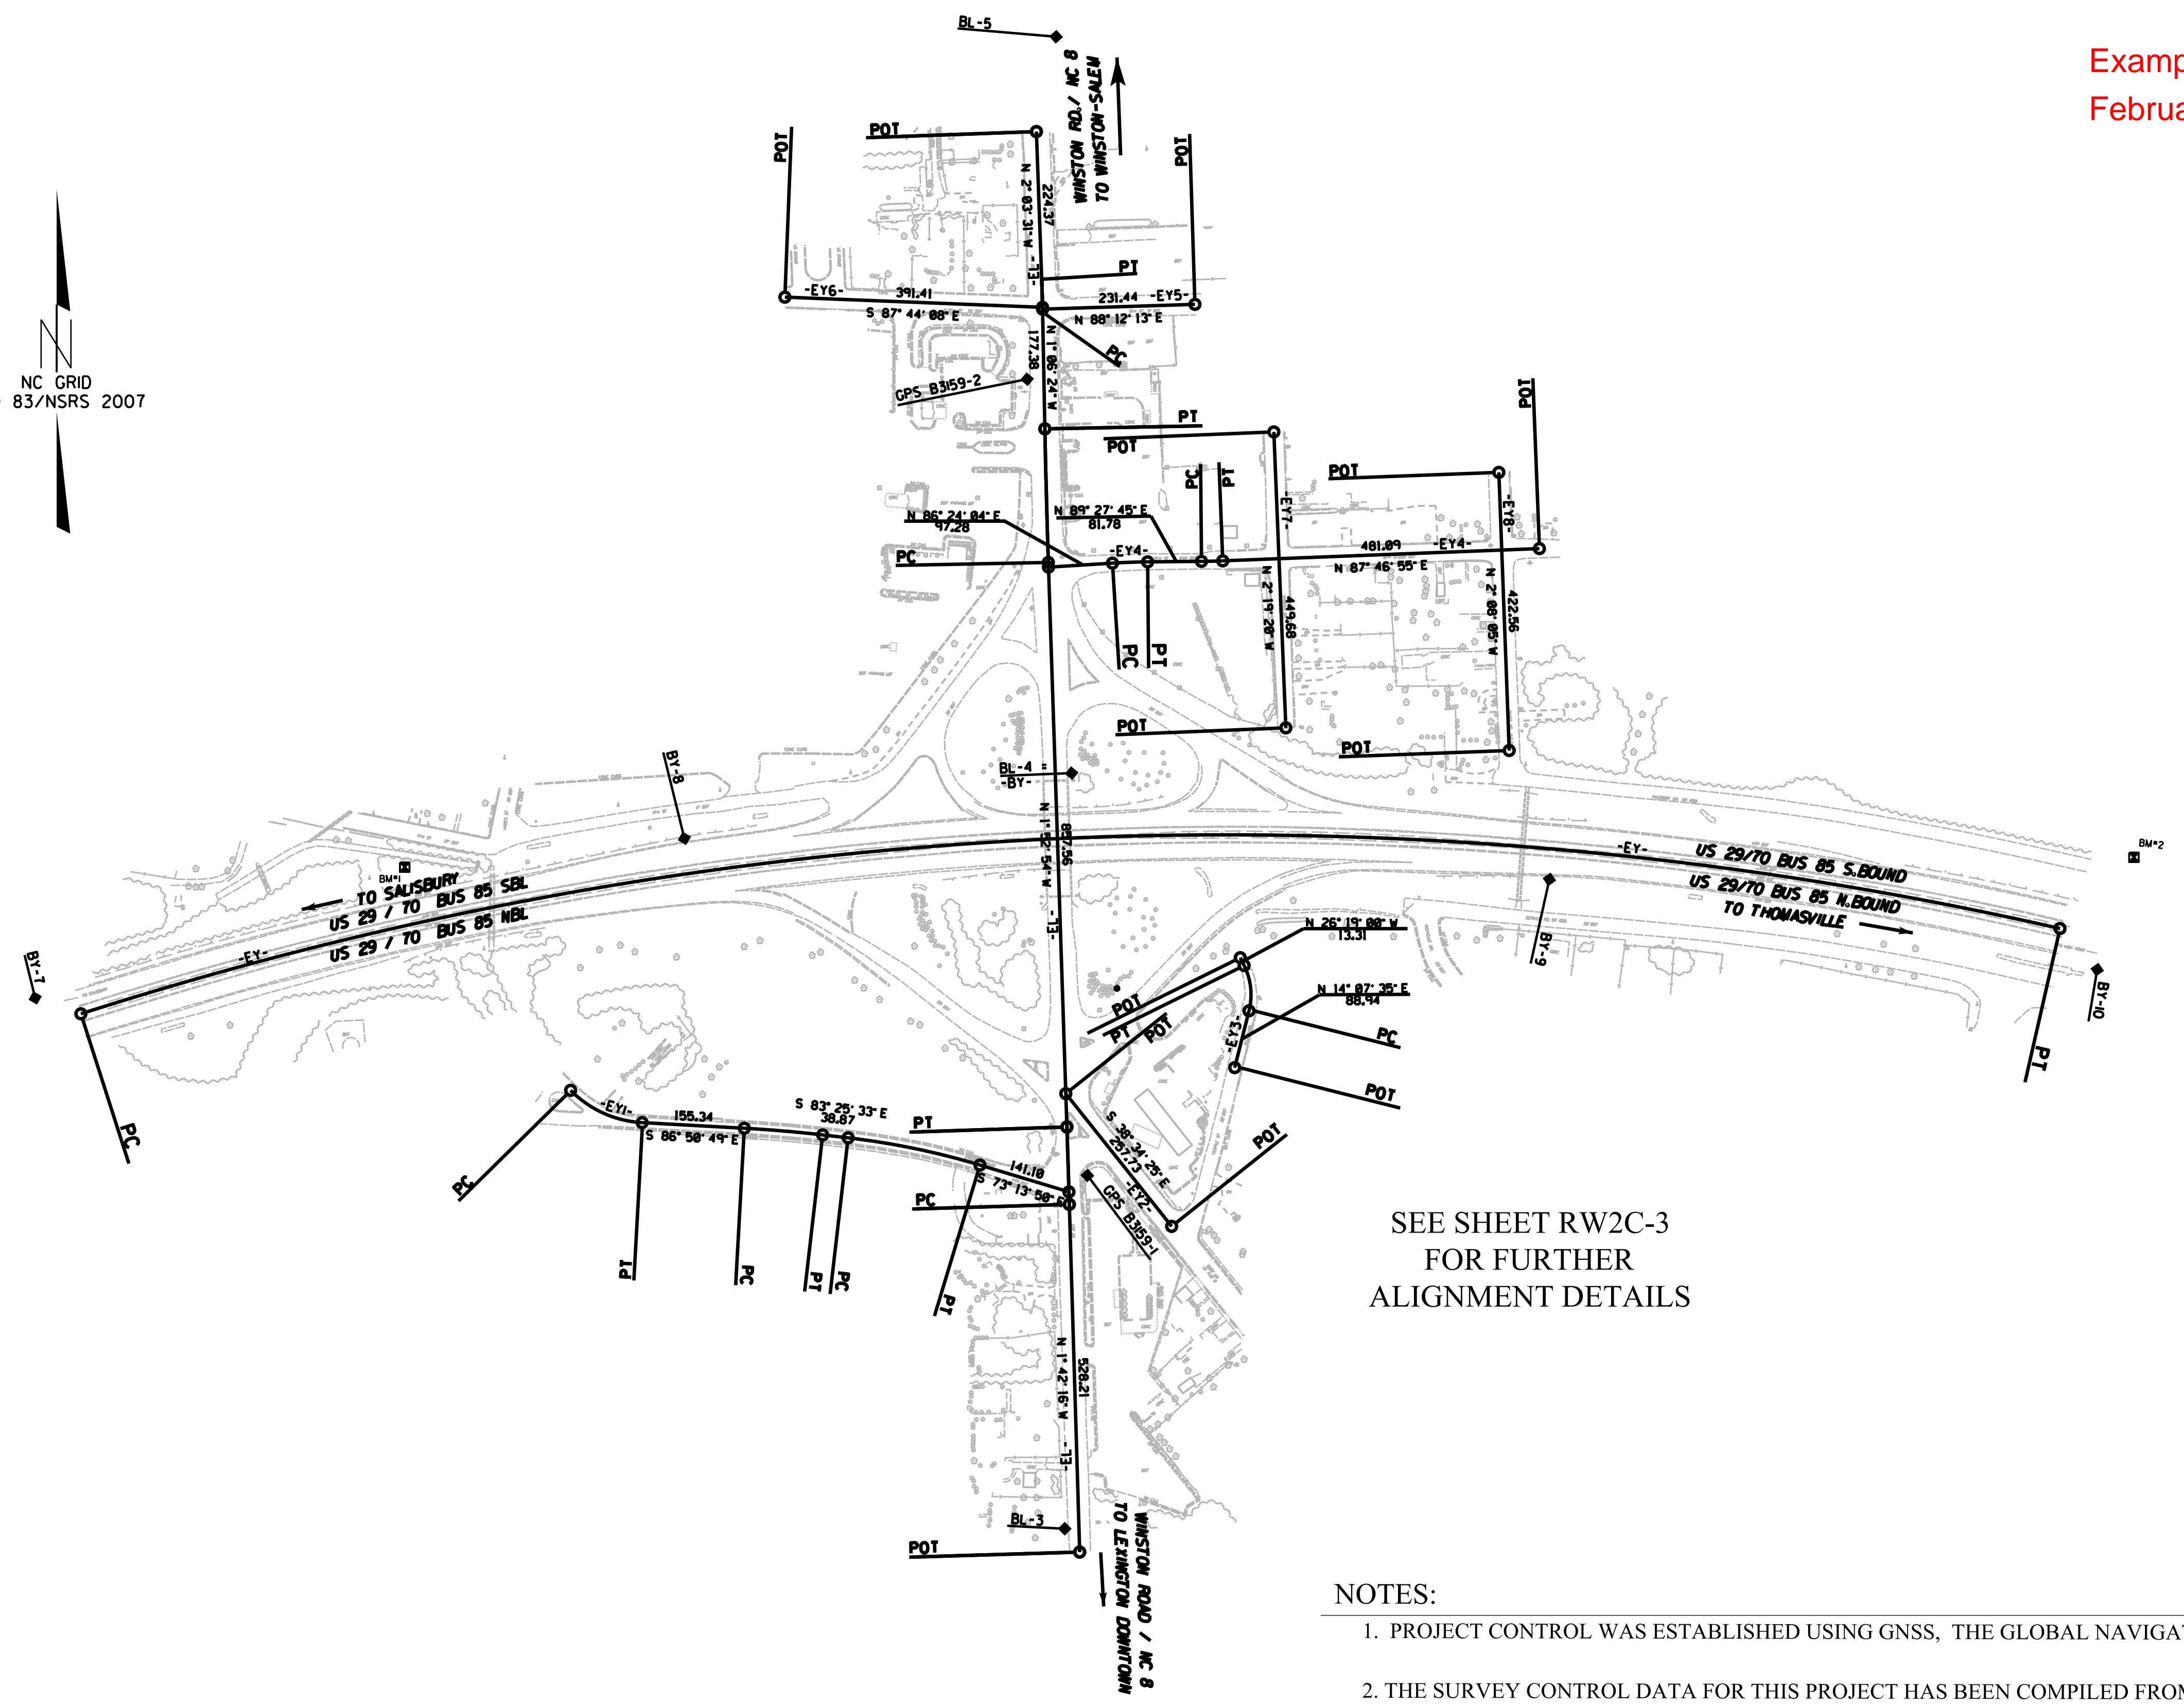 BL-5
WINSTON RD./ NC 8
TO WINSTON-SALEM
Examp
Februa
POT
POT
POT
N 2° 03' 31" W
224.37
-EL-
PT
-EY6-
391.41
S 87° 44' 08" E
231.44
-EY5-
N 88° 12' 13" E
PC
177.38
N 1° 06' 24" W
GPS B3159-2
NC GRID
83/NSRS 2007
PT
POT
POT
POT
PC
PT
-EY7-
-EY8-
N 86° 24' 04" E
97.28
N 89° 27' 45" E
81.78
PC
-EY4-
481.09
-EY4-
N 87° 46' 55" E
N 2° 19' 20" W
449.68
N 2° 08' 05" W
422.56
PC
PT
POT
POT
BY-8
BL-4 =
-BY-
N 1° 52' 54" W
857.56
-EL-
-EY-
US 29/70 BUS 85 S.BOUND
US 29/70 BUS 85 N.BOUND
TO THOMASVILLE
BM#2
BM#1
TO SALISBURY
US 29 / 70 BUS 85 SBL
US 29 / 70 BUS 85 NBL
-EY-
BY-7
PC
N 26° 19' 00" W
13.31
BY-9
BY-10
PT
N 14° 07' 35" E
88.94
POT
PT
POT
-EY3-
PC
POT
-EY1-
155.34
S 86° 50' 49" E
S 83° 25' 33" E
38.87
PT
PC
PT
PC
PT
PC
PT
141.10
S 73° 13' 50" E
PC
S 38° 34' 25" E
257.73
-EY2-
POT
GPS B3159-1
SEE SHEET RW2C-3
FOR FURTHER
ALIGNMENT DETAILS
N 1° 42' 16" W
528.21
-EL-
BL-3
POT
WINSTON ROAD / NC 8
TO LEXINGTON DOWNTOWN
NOTES:
1. PROJECT CONTROL WAS ESTABLISHED USING GNSS, THE GLOBAL NAVIGAT
2. THE SURVEY CONTROL DATA FOR THIS PROJECT HAS BEEN COMPILED FROM